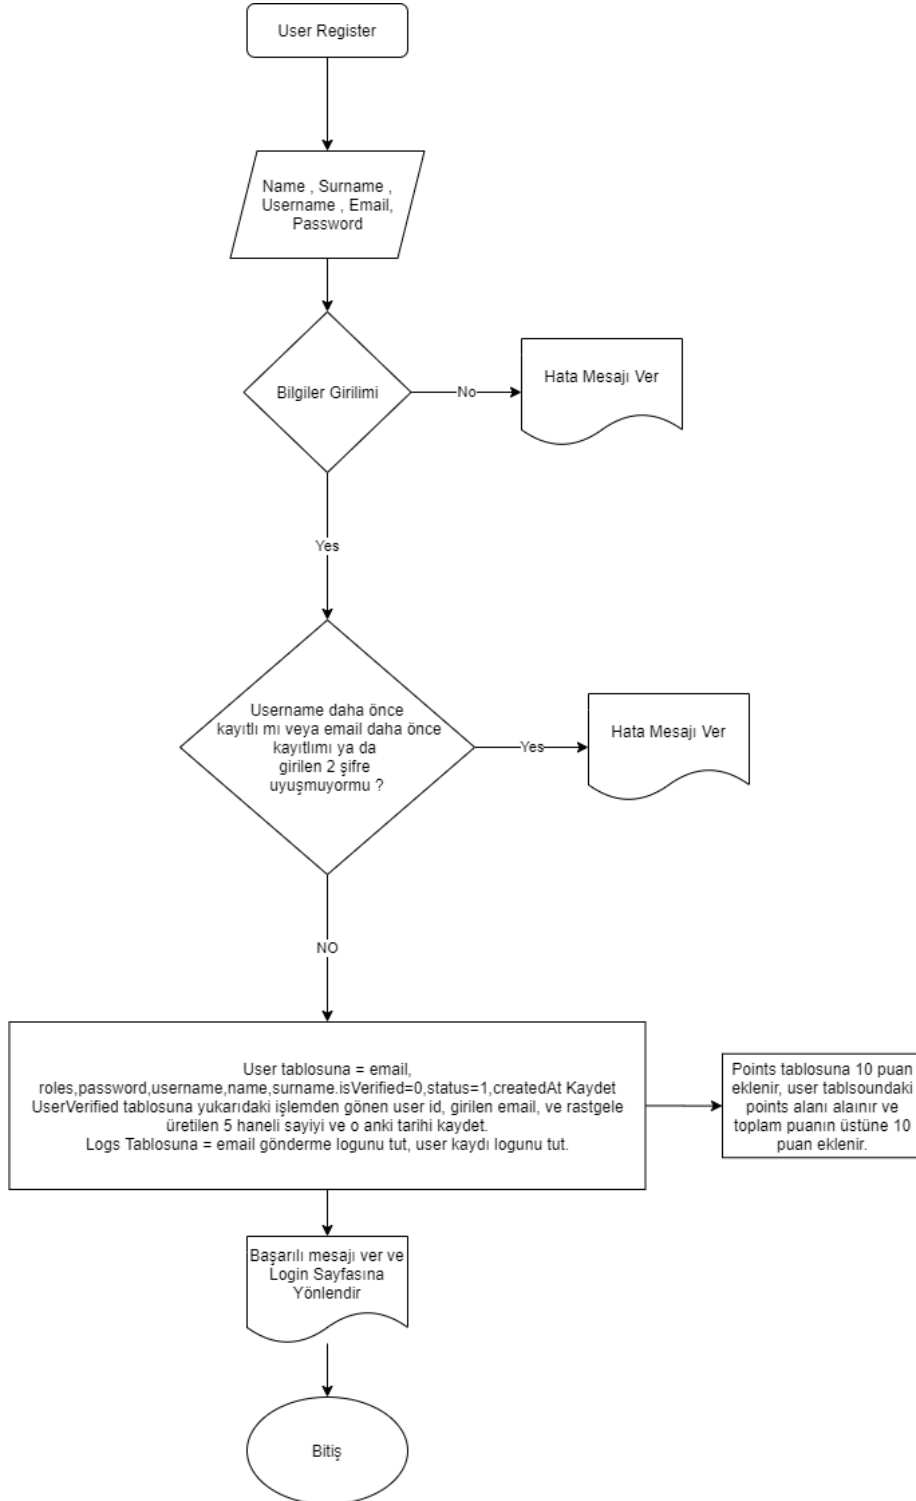 User Register
Name , Surname ,
Username , Email,
Password
Bilgiler Girilimi
No
Hata Mesajı Ver
Yes
Username daha önce
kayıtlı mı veya email daha önce
kayıtlımı ya da
girilen 2 şifre
uyuşmuyormu ?
Yes
Hata Mesajı Ver
NO
User tablosuna = email,
roles,password,username,name,surname.isVerified=0,status=1,createdAt Kaydet
UserVerified tablosuna yukarıdaki işlemden gönen user id, girilen email, ve rastgele
üretilen 5 haneli sayiyi ve o anki tarihi kaydet.
Logs Tablosuna = email gönderme logunu tut, user kaydı logunu tut.
Points tablosuna 10 puan
eklenir, user tablsoundaki
points alanı alaınır ve
toplam puanın üstüne 10
puan eklenir.
Başarılı mesajı ver ve
Login Sayfasına
Yönlendir
Bitiş